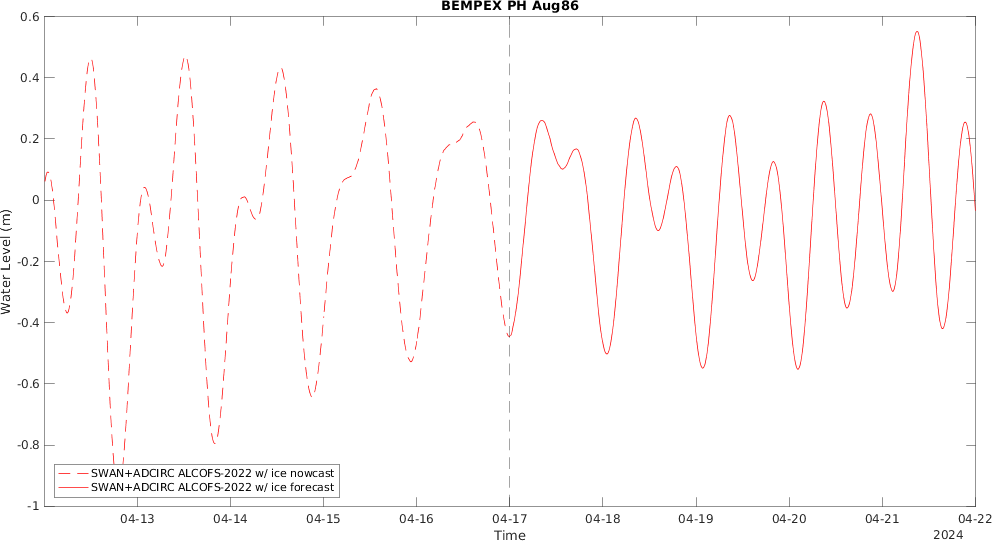 BEMPEX PH Aug86
0.6
0.4
0.2
0
-0.2
-0.4
-0.6
-0.8
-1
Water Level (m)
SWAN+ADCIRC ALCOFS-2022 w/ ice nowcast
SWAN+ADCIRC ALCOFS-2022 w/ ice forecast
04-13 04-14 04-15 04-16 04-17 04-18 04-19 04-20 04-21 04-22
Time
2024